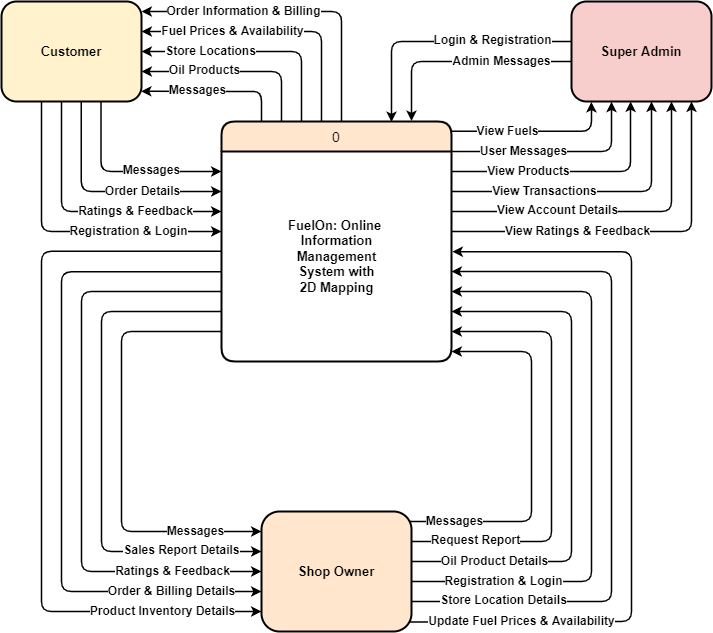 Order Information & Billing
Fuel Prices & Availability
Customer
Store Locations
Oil Products
Messages
Login & Registration
Admin Messages
Super Admin
0
View Fuels
User Messages
View Products
View Transactions
View Account Details
View Ratings & Feedback
Messages
Order Details
Ratings & Feedback
Registration & Login
FuelOn: Online
Information
Management
System with
2D Mapping
Messages
Sales Report Details
Ratings & Feedback
Order & Billing Details
Product Inventory Details
Shop Owner
Messages
Request Report
Oil Product Details
Registration & Login
Store Location Details
Update Fuel Prices & Availability